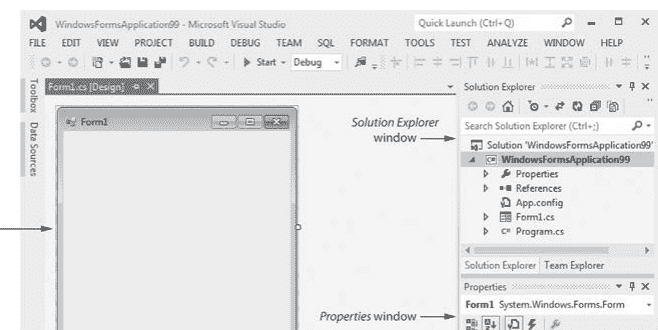 WindowsFormsApplication99 - Microsoft Visual Studio
Quick Launch (Ctrl+Q)
FILE EDIT VIEW PROJECT BUILD DEBUG TEAM SQL FORMAT TOOLS TEST ANALYZE WINDOW HELP
Start Debug
Toolbox
Data Sources
Form1.cs [Design]
Form1
Solution Explorer
window
Solution Explorer
Search Solution Explorer (Ctrl+;)
Solution 'WindowsFormsApplication99'
WindowsFormsApplication99
Properties
References
App.config
Form1.cs
C# Program.cs
Solution Explorer Team Explorer
Properties window
Properties
Form1 System.Windows.Forms.Form